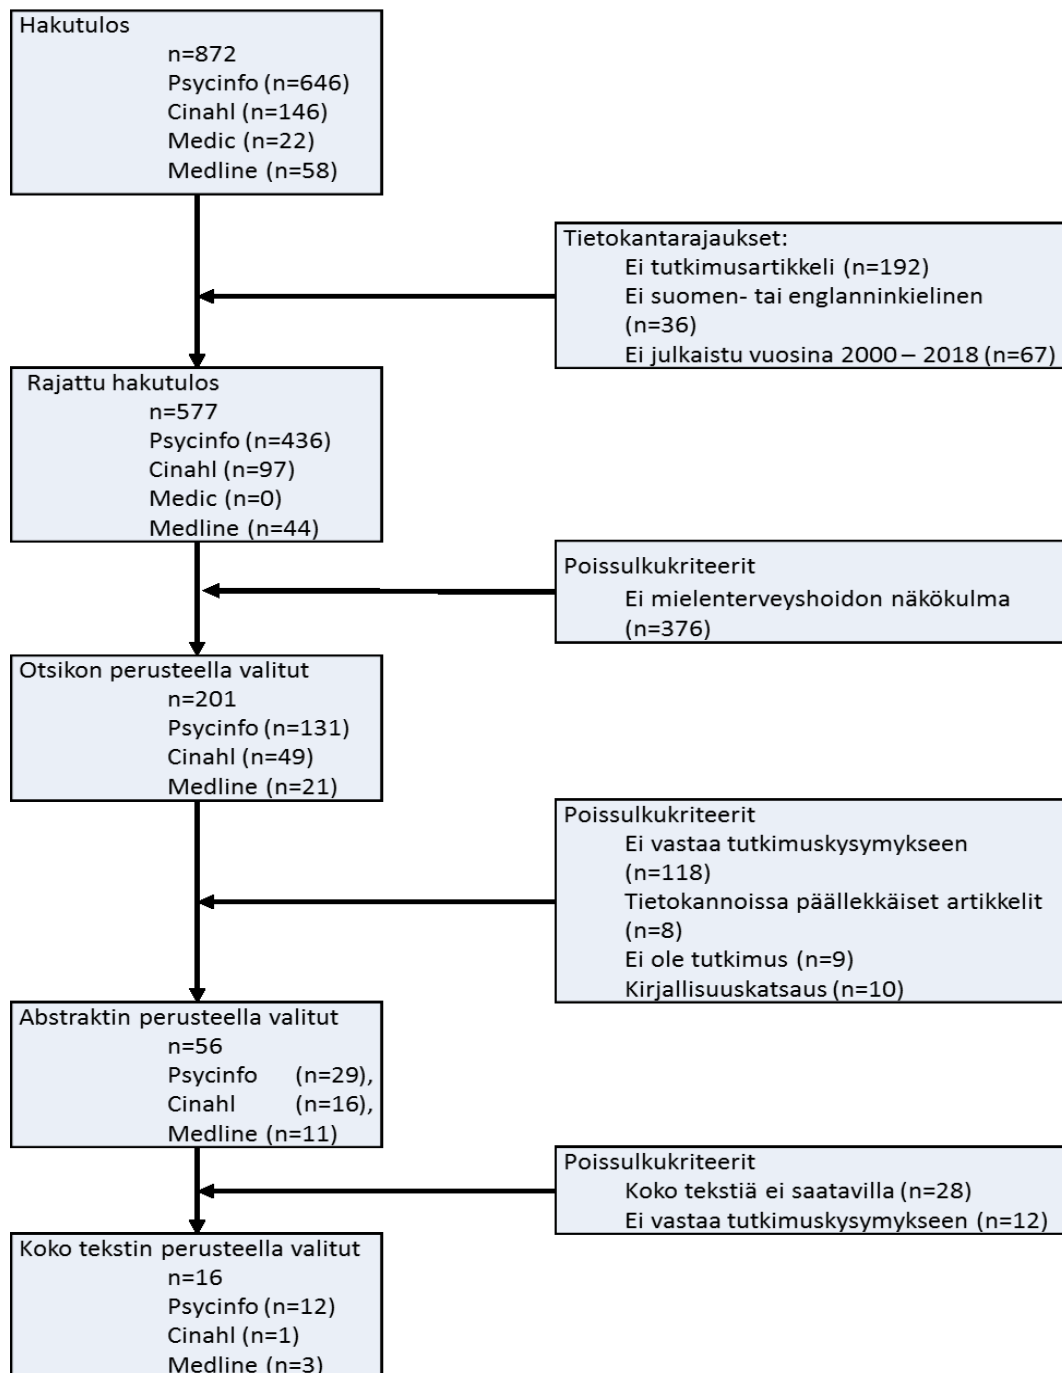 Hakutulos
n=872
Psycinfo (n=646)
Cinahl (n=146)
Medic (n=22)
Medline (n=58)
Tietokantarajaukset:
Ei tutkimusartikkeli (n=192)
Ei suomen- tai englanninkielinen
(n=36)
Ei julkaistu vuosina 2000 – 2018 (n=67)
Rajattu hakutulos
n=577
Psycinfo (n=436)
Cinahl (n=97)
Medic (n=0)
Medline (n=44)
Poissulkukriteerit
Ei mielenterveyshoidon näkökulma
(n=376)
Otsikon perusteella valitut
n=201
Psycinfo (n=131)
Cinahl (n=49)
Medline (n=21)
Poissulkukriteerit
Ei vastaa tutkimuskysymykseen
(n=118)
Tietokannoissa päällekkäiset artikkelit
(n=8)
Ei ole tutkimus (n=9)
Kirjallisuuskatsaus (n=10)
Abstraktin perusteella valitut
n=56
Psycinfo (n=29),
Cinahl (n=16),
Medline (n=11)
Poissulkukriteerit
Koko tekstiä ei saatavilla (n=28)
Ei vastaa tutkimuskysymykseen (n=12)
Koko tekstin perusteella valitut
n=16
Psycinfo (n=12)
Cinahl (n=1)
Medline (n=3)